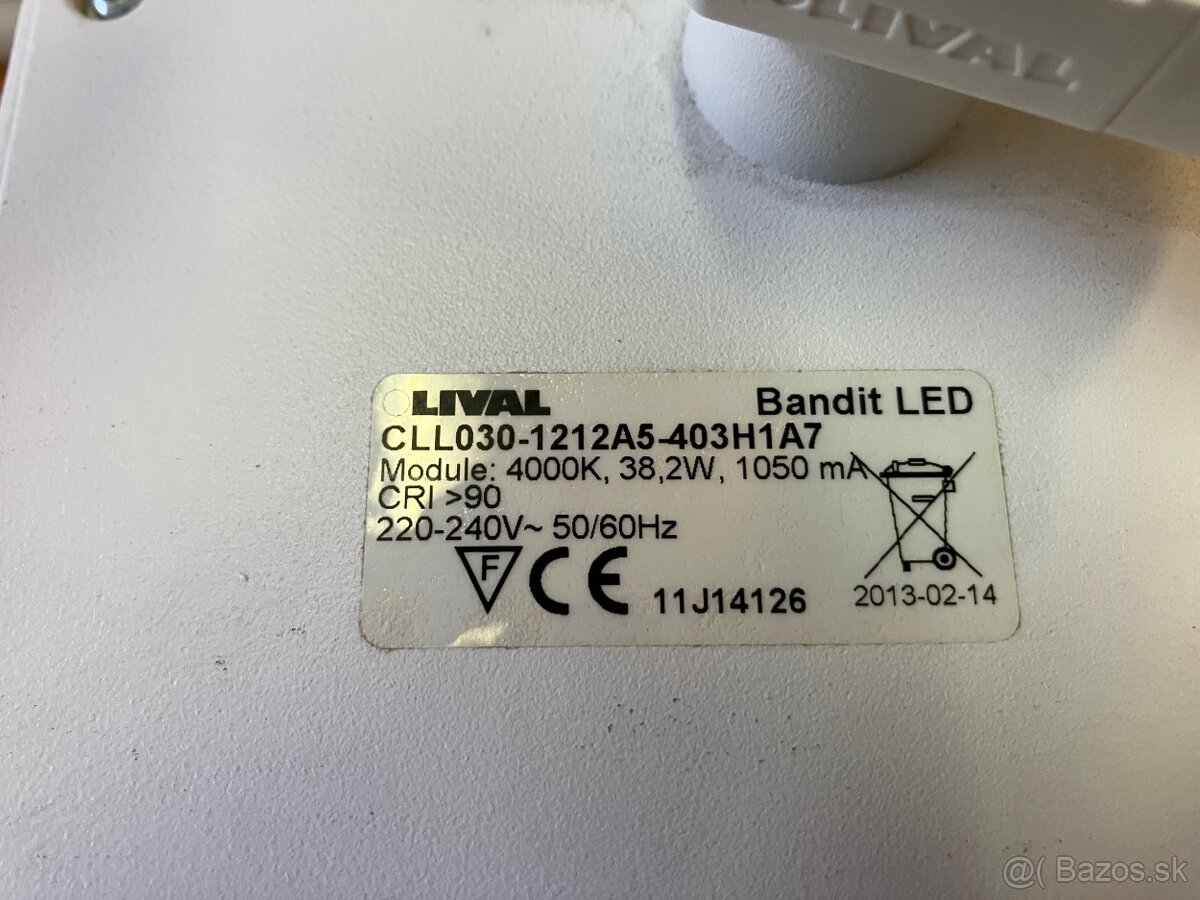 LIVAL
LIVAL Bandit LED
CLL030-1212A5-403H1A7
Module: 4000K, 38,2W, 1050 mA
CRI >90
220-240V~ 50/60Hz
F CE 11J14126 2013-02-14
@( Bazos.sk